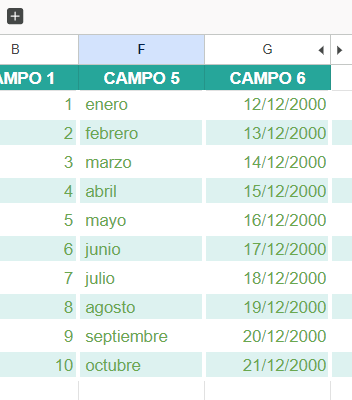 B F G
AMPO 1 CAMPO 5 CAMPO 6
1 enero 12/12/2000
2 febrero 13/12/2000
3 marzo 14/12/2000
4 abril 15/12/2000
5 mayo 16/12/2000
6 junio 17/12/2000
7 julio 18/12/2000
8 agosto 19/12/2000
9 septiembre 20/12/2000
10 octubre 21/12/2000